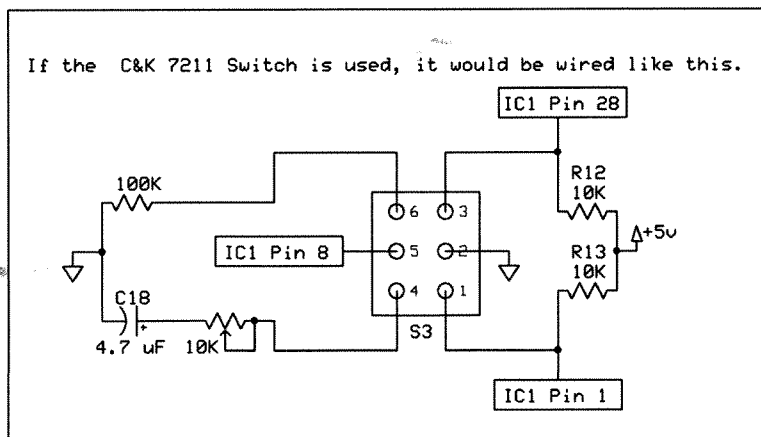 If the C&K 7211 Switch is used, it would be wired like this.
IC1 Pin 28
100K
R12
10K
6
3
+5v
IC1 Pin 8
5
2
R13
10K
C18
4
1
+
4.7 uF
10K
S3
IC1 Pin 1